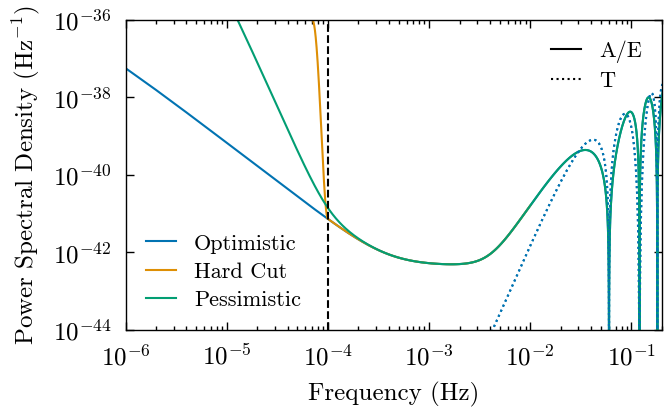 Power Spectral Density (Hz⁻¹)
10⁻³⁶
10⁻³⁸
10⁻⁴⁰
10⁻⁴²
10⁻⁴⁴
A/E
T
Optimistic
Hard Cut
Pessimistic
10⁻⁶ 10⁻⁵ 10⁻⁴ 10⁻³ 10⁻² 10⁻¹
Frequency (Hz)